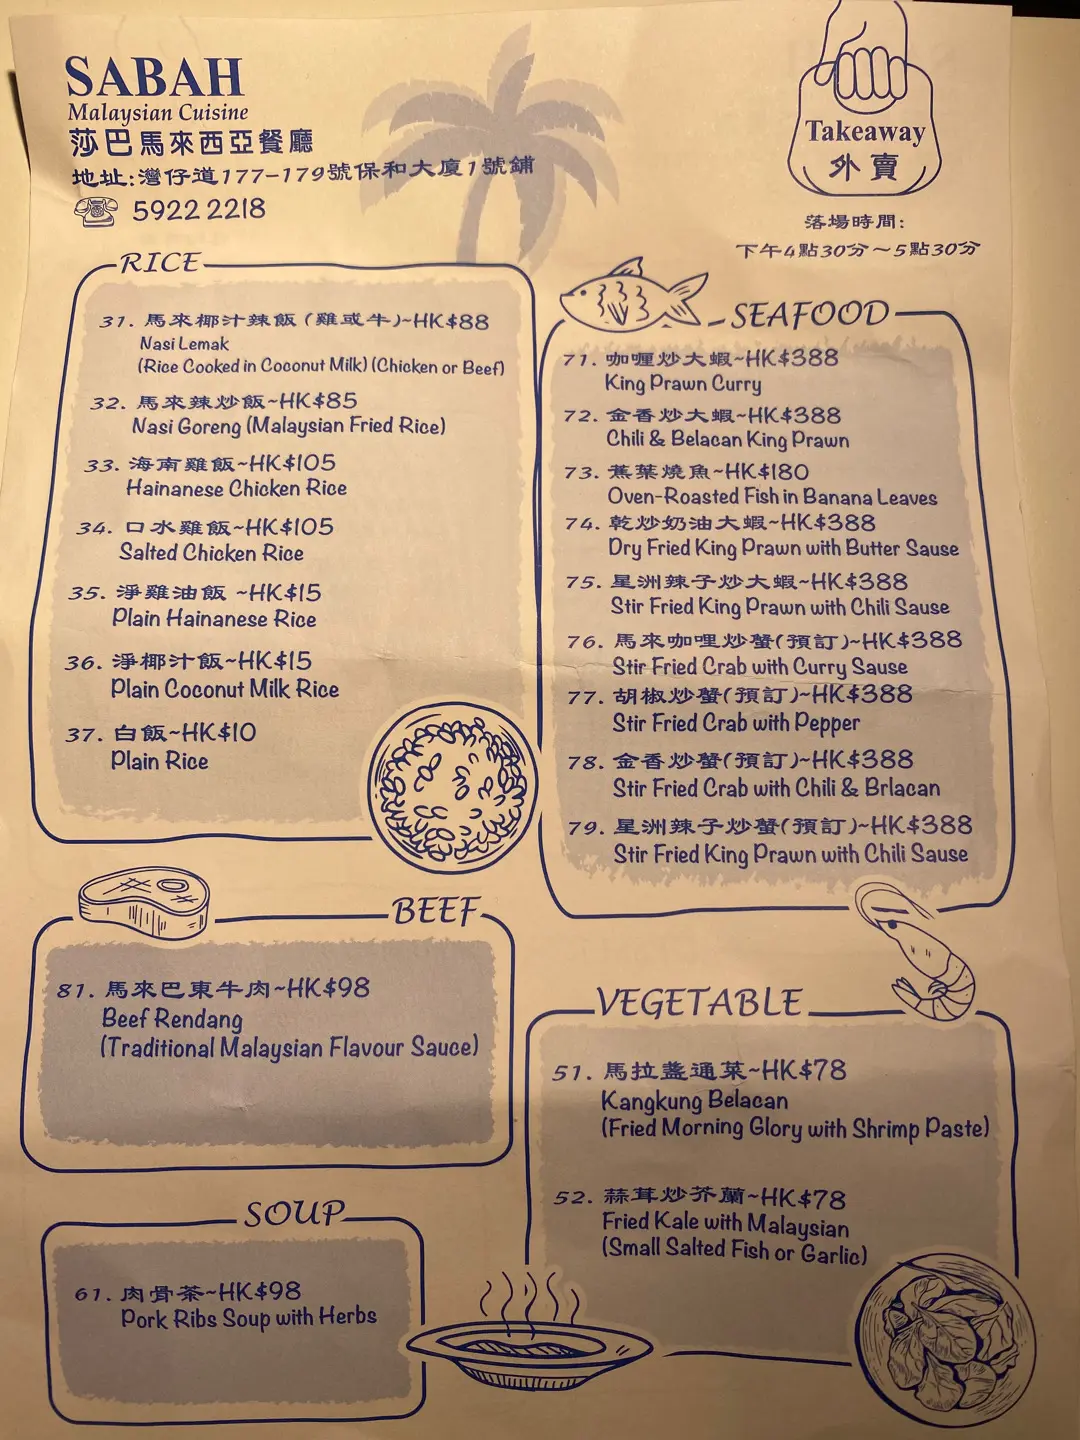 SABAH
Malaysian Cuisine
莎巴馬來西亞餐廳
地址:灣仔道177-179號保和大廈1號鋪
5922 2218
Takeaway
外賣
落場時間:
下午4點30分~5點30分
RICE
31. 馬來椰汁辣飯 (雞或牛)~HK$88
Nasi Lemak
(Rice Cooked in Coconut Milk) (Chicken or Beef)
32. 馬來辣炒飯~HK$85
Nasi Goreng (Malaysian Fried Rice)
33. 海南雞飯~HK$105
Hainanese Chicken Rice
34. 口水雞飯~HK$105
Salted Chicken Rice
35. 淨雞油飯 ~HK$15
Plain Hainanese Rice
36. 淨椰汁飯~HK$15
Plain Coconut Milk Rice
37. 白飯~HK$10
Plain Rice
SEAFOOD
71. 咖喱炒大蝦~HK$388
King Prawn Curry
72. 金香炒大蝦~HK$388
Chili & Belacan King Prawn
73. 蕉葉燒魚~HK$180
Oven-Roasted Fish in Banana Leaves
74. 乾炒奶油大蝦~HK$388
Dry Fried King Prawn with Butter Sause
75. 星洲辣子炒大蝦~HK$388
Stir Fried King Prawn with Chili Sause
76. 馬來咖哩炒蟹(預訂)~HK$388
Stir Fried Crab with Curry Sause
77. 胡椒炒蟹(預訂)~HK$388
Stir Fried Crab with Pepper
78. 金香炒蟹(預訂)~HK$388
Stir Fried Crab with Chili & Brlacan
79. 星洲辣子炒蟹(預訂)~HK$388
Stir Fried King Prawn with Chili Sause
BEEF
81. 馬來巴東牛肉~HK$98
Beef Rendang
(Traditional Malaysian Flavour Sauce)
VEGETABLE
51. 馬拉盞通菜~HK$78
Kangkung Belacan
(Fried Morning Glory with Shrimp Paste)
52. 蒜茸炒芥蘭~HK$78
Fried Kale with Malaysian
(Small Salted Fish or Garlic)
SOUP
61. 肉骨茶~HK$98
Pork Ribs Soup with Herbs